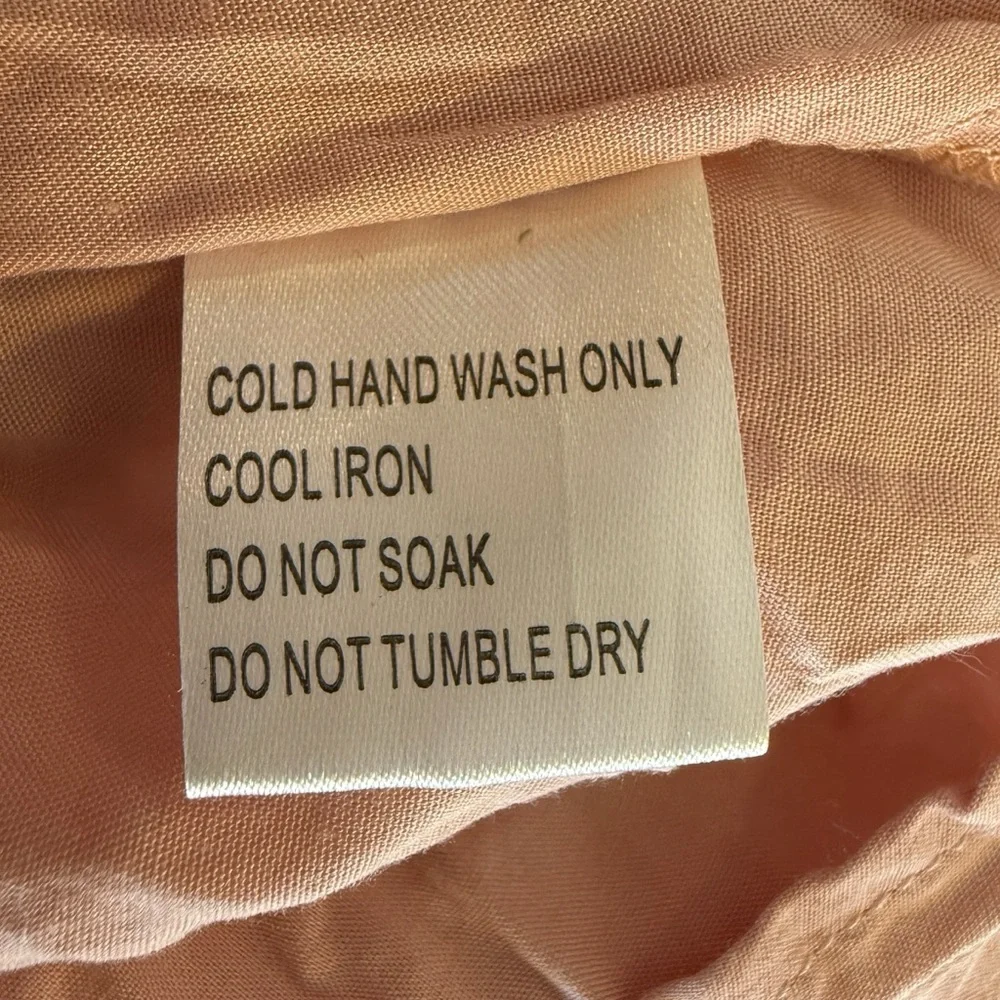 COLD HAND WASH ONLY
COOL IRON
DO NOT SOAK
DO NOT TUMBLE DRY